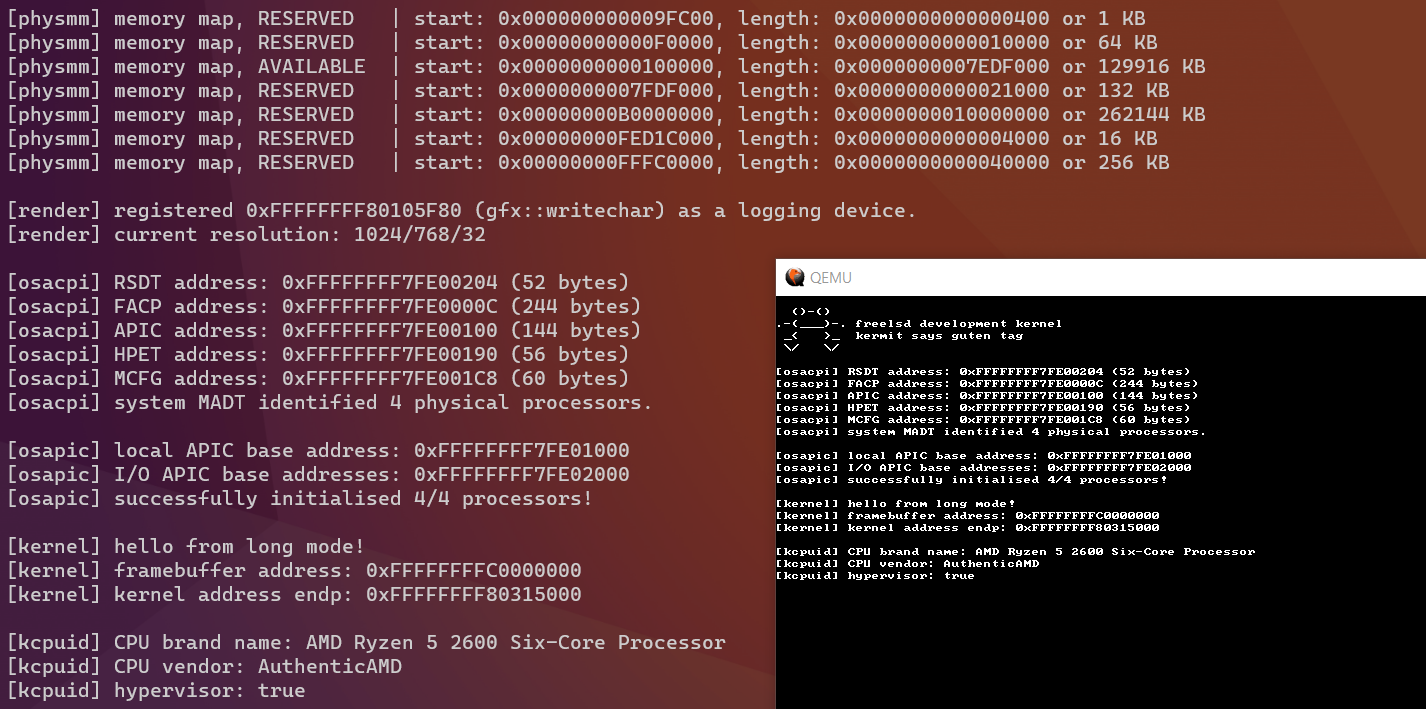 [physmm] memory map, RESERVED   | start: 0x000000000009FC00, length: 0x0000000000000400 or 1 KB
[physmm] memory map, RESERVED   | start: 0x00000000000F0000, length: 0x0000000000010000 or 64 KB
[physmm] memory map, AVAILABLE  | start: 0x0000000000100000, length: 0x0000000007EDF000 or 129916 KB
[physmm] memory map, RESERVED   | start: 0x0000000007FDF000, length: 0x0000000000021000 or 132 KB
[physmm] memory map, RESERVED   | start: 0x00000000B0000000, length: 0x0000000010000000 or 262144 KB
[physmm] memory map, RESERVED   | start: 0x00000000FED1C000, length: 0x0000000000004000 or 16 KB
[physmm] memory map, RESERVED   | start: 0x00000000FFFC0000, length: 0x0000000000040000 or 256 KB
[render] registered 0xFFFFFFFF80105F80 (gfx::writechar) as a logging device.
[render] current resolution: 1024/768/32
[osacpi] RSDT address: 0xFFFFFFFF7FE00204 (52 bytes)
[osacpi] FACP address: 0xFFFFFFFF7FE0000C (244 bytes)
[osacpi] APIC address: 0xFFFFFFFF7FE00100 (144 bytes)
[osacpi] HPET address: 0xFFFFFFFF7FE00190 (56 bytes)
[osacpi] MCFG address: 0xFFFFFFFF7FE001C8 (60 bytes)
[osacpi] system MADT identified 4 physical processors.
[osapic] local APIC base address: 0xFFFFFFFF7FE01000
[osapic] I/O APIC base addresses: 0xFFFFFFFF7FE02000
[osapic] successfully initialised 4/4 processors!
[kernel] hello from long mode!
[kernel] framebuffer address: 0xFFFFFFFFC0000000
[kernel] kernel address endp: 0xFFFFFFFF80315000
[kcpuid] CPU brand name: AMD Ryzen 5 2600 Six-Core Processor
[kcpuid] CPU vendor: AuthenticAMD
[kcpuid] hypervisor: true
QEMU
  ()-()
.-(___)-. freelsd development kernel
 _<   >_  kermit says guten tag
 \/   \/
[osacpi] RSDT address: 0xFFFFFFFF7FE00204 (52 bytes)
[osacpi] FACP address: 0xFFFFFFFF7FE0000C (244 bytes)
[osacpi] APIC address: 0xFFFFFFFF7FE00100 (144 bytes)
[osacpi] HPET address: 0xFFFFFFFF7FE00190 (56 bytes)
[osacpi] MCFG address: 0xFFFFFFFF7FE001C8 (60 bytes)
[osacpi] system MADT identified 4 physical processors.
[osapic] local APIC base address: 0xFFFFFFFF7FE01000
[osapic] I/O APIC base addresses: 0xFFFFFFFF7FE02000
[osapic] successfully initialised 4/4 processors!
[kernel] hello from long mode!
[kernel] framebuffer address: 0xFFFFFFFFC0000000
[kernel] kernel address endp: 0xFFFFFFFF80315000
[kcpuid] CPU brand name: AMD Ryzen 5 2600 Six-Core Processor
[kcpuid] CPU vendor: AuthenticAMD
[kcpuid] hypervisor: true